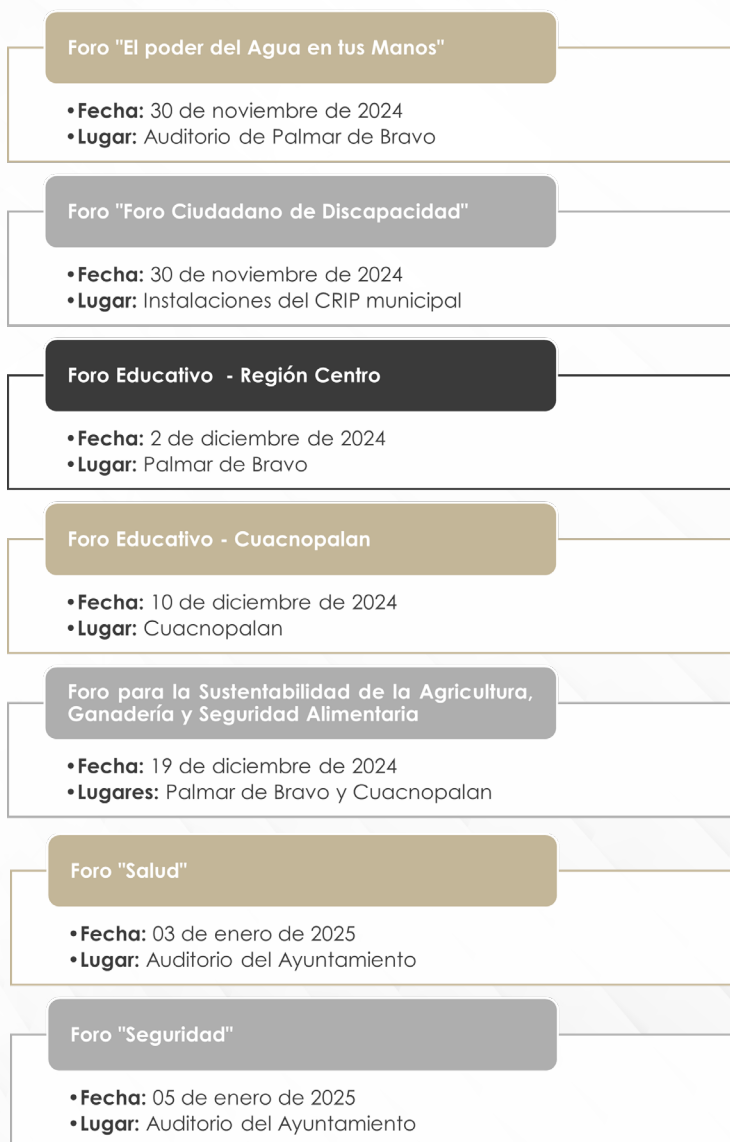 Foro "El poder del Agua en tus Manos"
•Fecha: 30 de noviembre de 2024
•Lugar: Auditorio de Palmar de Bravo
Foro "Foro Ciudadano de Discapacidad"
•Fecha: 30 de noviembre de 2024
•Lugar: Instalaciones del CRIP municipal
Foro Educativo - Región Centro
•Fecha: 2 de diciembre de 2024
•Lugar: Palmar de Bravo
Foro Educativo - Cuacnopalan
•Fecha: 10 de diciembre de 2024
•Lugar: Cuacnopalan
Foro para la Sustentabilidad de la Agricultura,
Ganadería y Seguridad Alimentaria
•Fecha: 19 de diciembre de 2024
•Lugares: Palmar de Bravo y Cuacnopalan
Foro "Salud"
•Fecha: 03 de enero de 2025
•Lugar: Auditorio del Ayuntamiento
Foro "Seguridad"
•Fecha: 05 de enero de 2025
•Lugar: Auditorio del Ayuntamiento